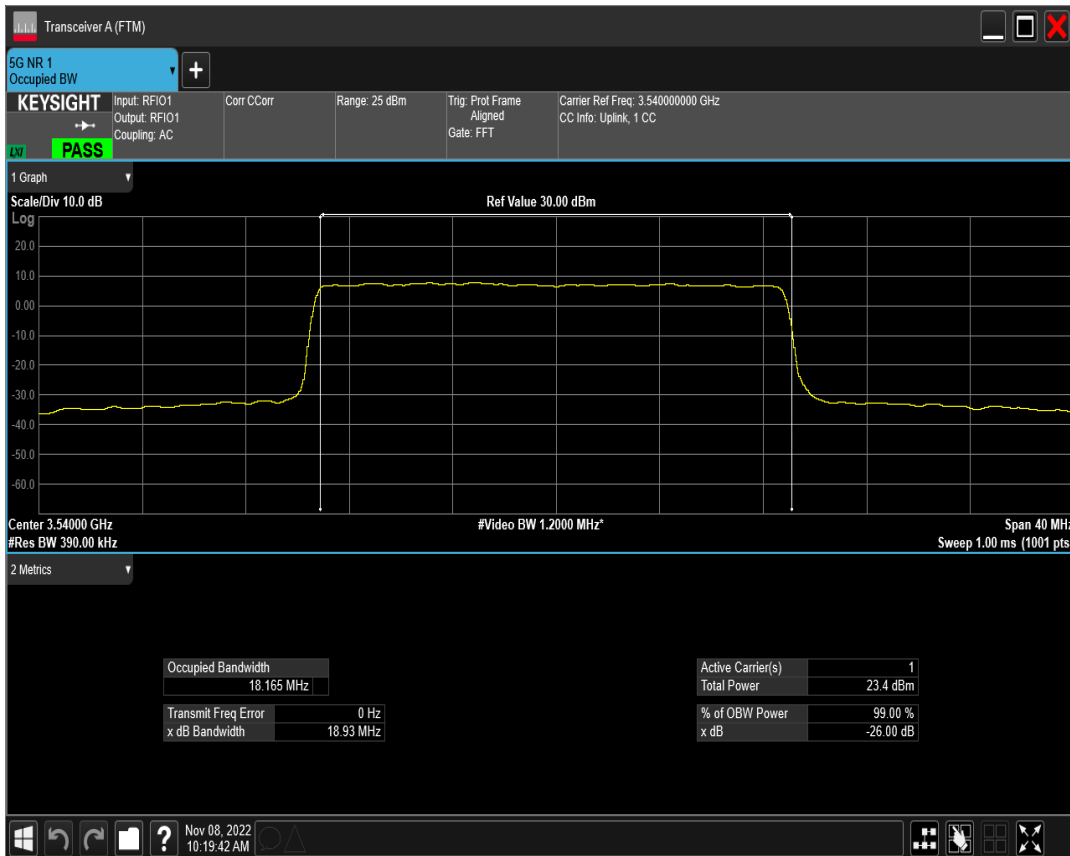 Transceiver A (FTM)
5G NR 1
Occupied BW
+
KEYSIGHT
LXI
PASS
Input: RFIO1
Output: RFIO1
Coupling: AC
Corr CCorr
Range: 25 dBm
Trig: Prot Frame
Aligned
Gate: FFT
Carrier Ref Freq: 3.540000000 GHz
CC Info: Uplink, 1 CC
1 Graph
Scale/Div 10.0 dB
Ref Value 30.00 dBm
Log
20.0
10.0
0.00
-10.0
-20.0
-30.0
-40.0
-50.0
-60.0
Center 3.54000 GHz
#Video BW 1.2000 MHz*
Span 40 MHz
#Res BW 390.00 kHz
Sweep 1.00 ms (1001 pts
2 Metrics
Occupied Bandwidth
18.165 MHz
Transmit Freq Error 0 Hz
x dB Bandwidth 18.93 MHz
Active Carrier(s) 1
Total Power 23.4 dBm
% of OBW Power 99.00 %
x dB -26.00 dB
?
Nov 08, 2022
10:19:42 AM